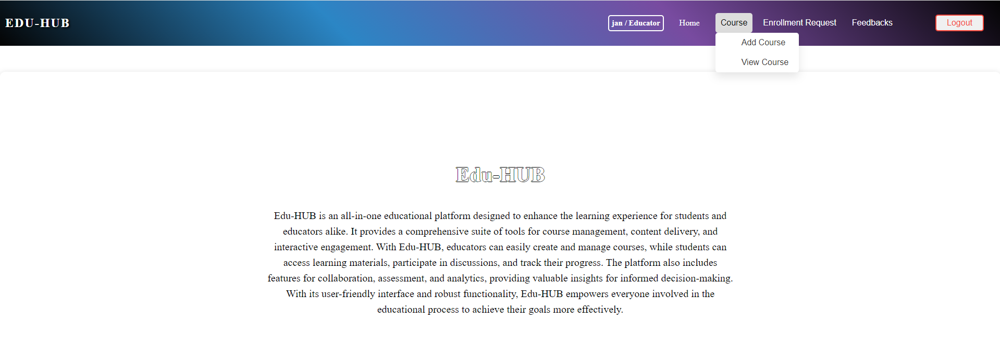 EDU-HUB
jan / Educator
Home
Course
Enrollment Request
Feedbacks
Logout
Add Course
View Course
Edu-HUB
Edu-HUB is an all-in-one educational platform designed to enhance the learning experience for students and
educators alike. It provides a comprehensive suite of tools for course management, content delivery, and
interactive engagement. With Edu-HUB, educators can easily create and manage courses, while students can
access learning materials, participate in discussions, and track their progress. The platform also includes
features for collaboration, assessment, and analytics, providing valuable insights for informed decision-making.
With its user-friendly interface and robust functionality, Edu-HUB empowers everyone involved in the
educational process to achieve their goals more effectively.